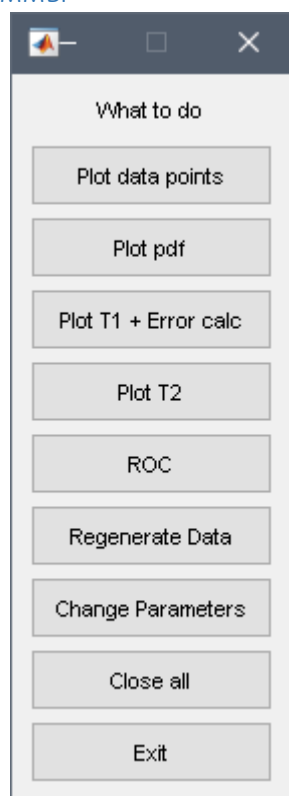 What to do
Plot data points
Plot pdf
Plot T1 + Error calc
Plot T2
ROC
Regenerate Data
Change Parameters
Close all
Exit